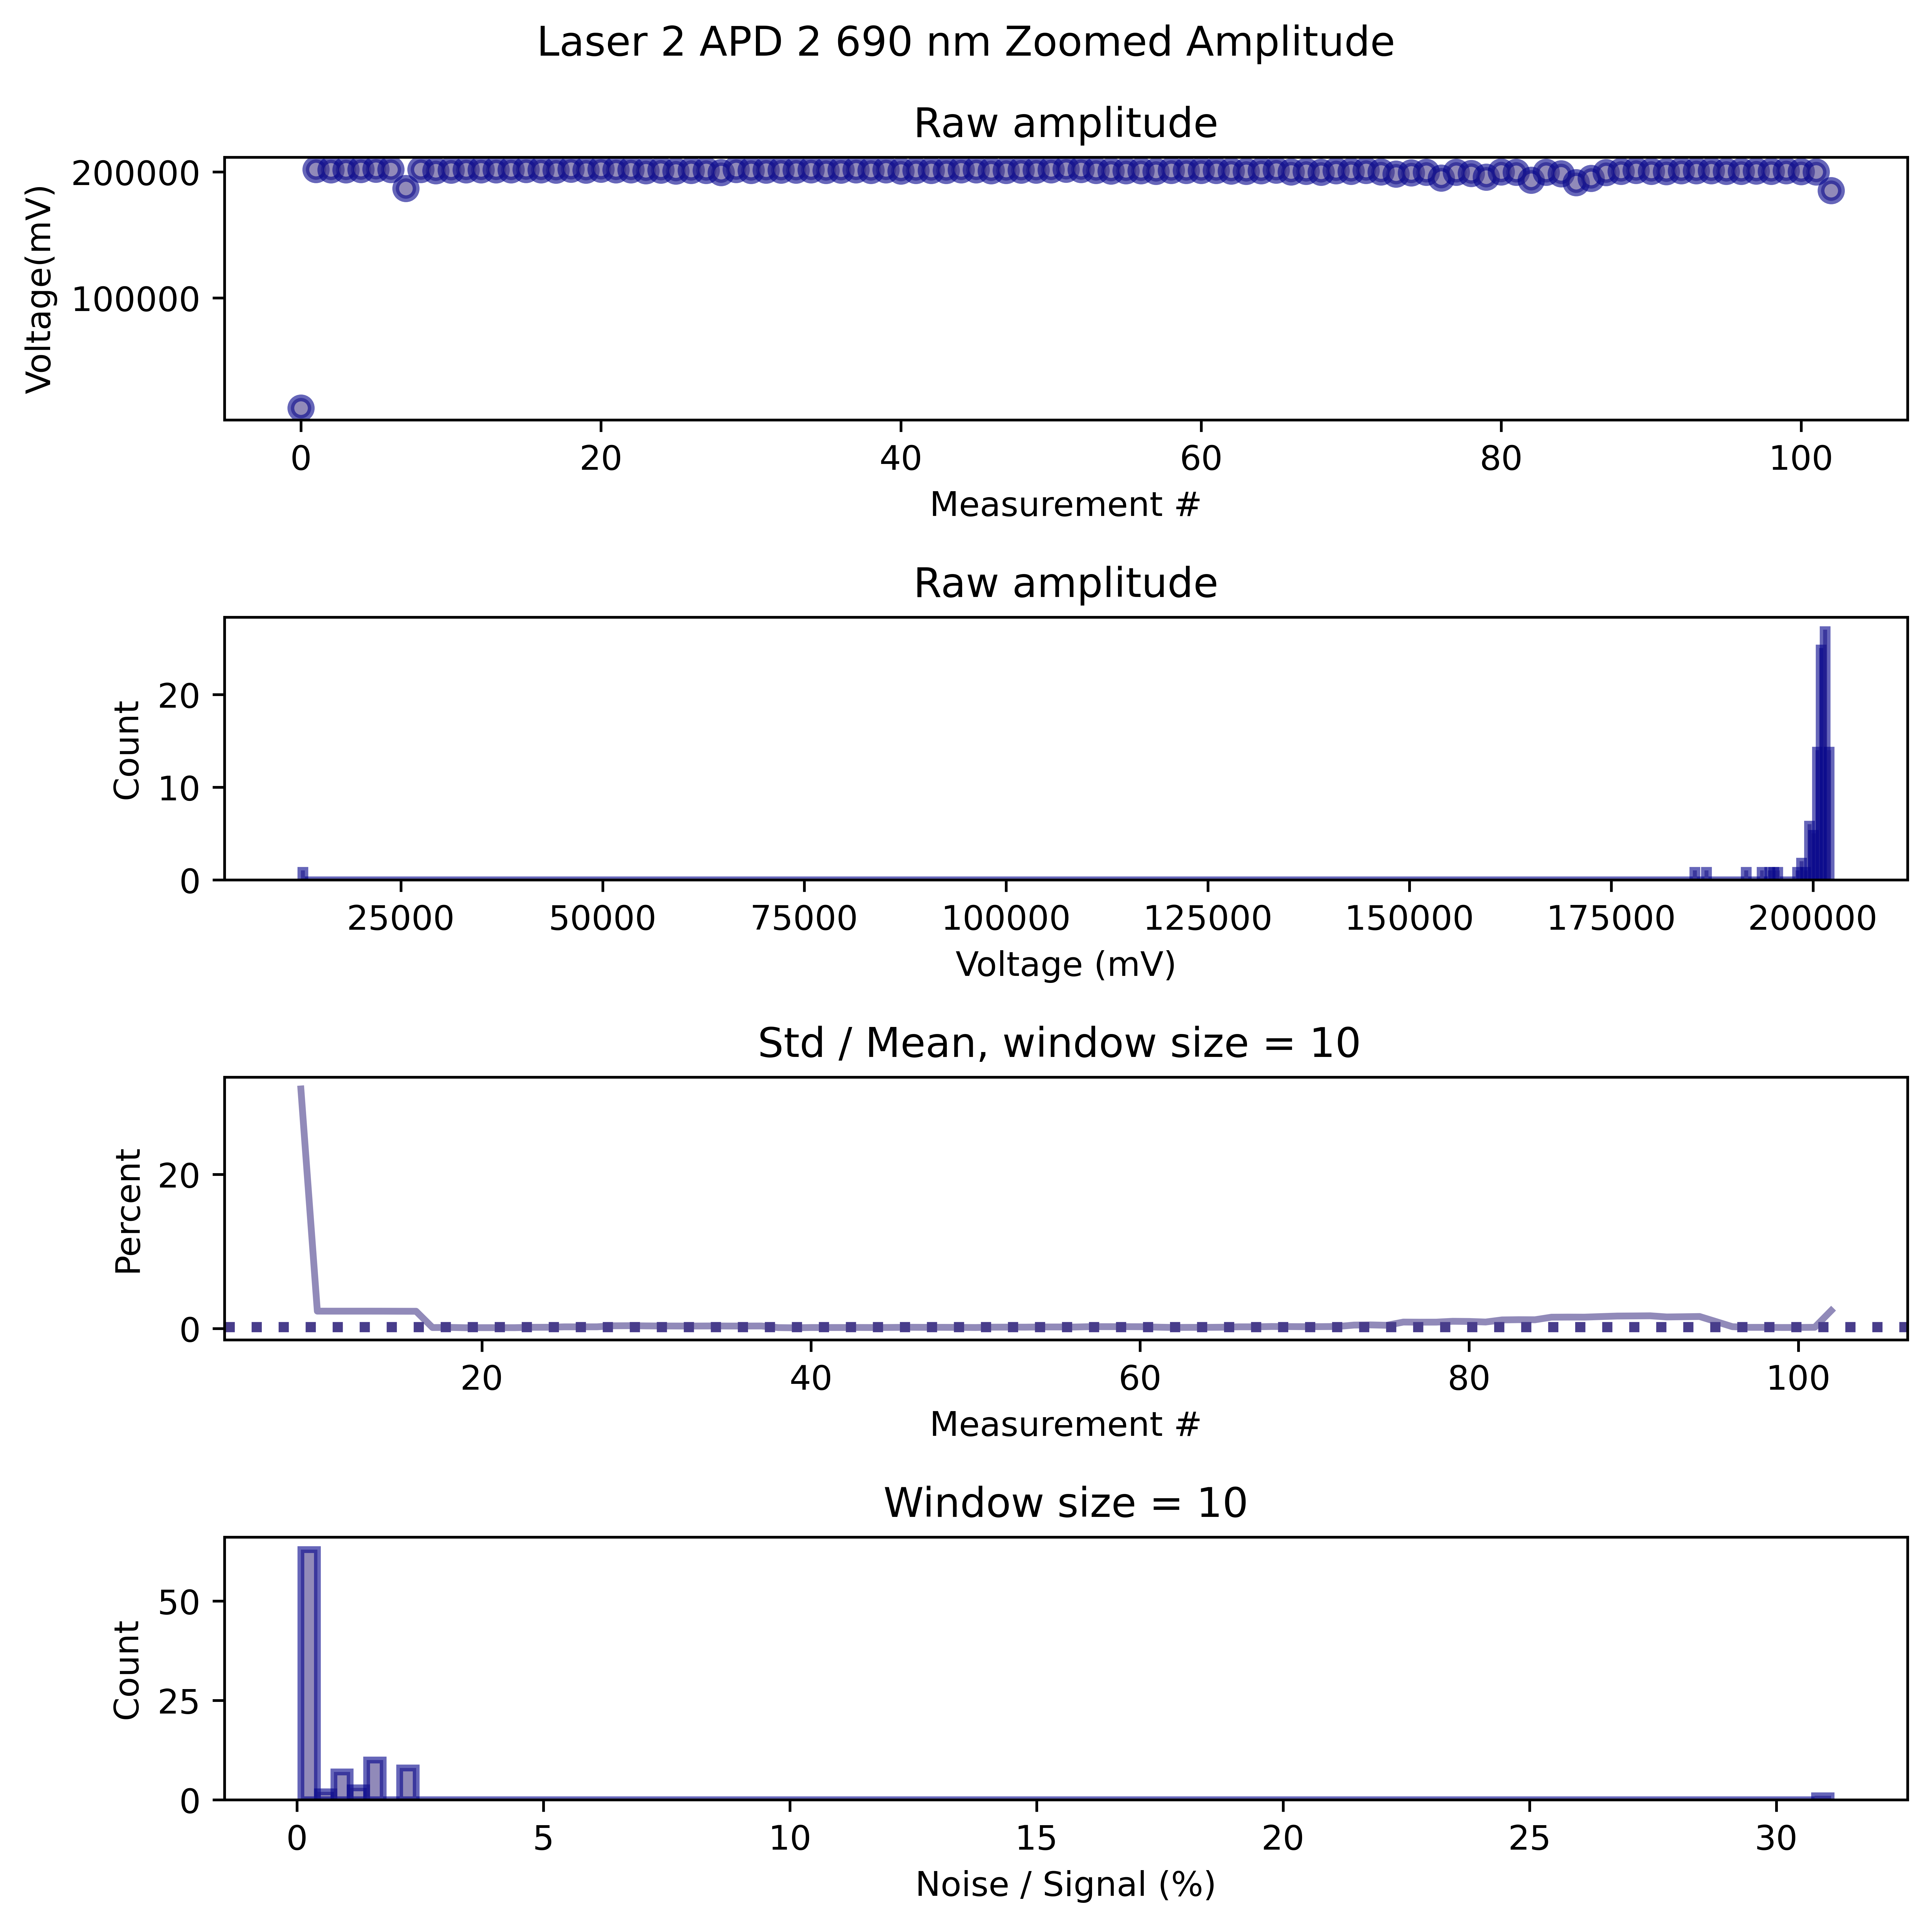 Laser 2 APD 2 690 nm Zoomed Amplitude
Raw amplitude
Voltage(mV)
200000
100000
0 20 40 60 80 100
Measurement #
Raw amplitude
Count
20
10
0
25000 50000 75000 100000 125000 150000 175000 200000
Voltage (mV)
Std / Mean, window size = 10
Percent
20
0
20 40 60 80 100
Measurement #
Window size = 10
Count
50
25
0
0 5 10 15 20 25 30
Noise / Signal (%)